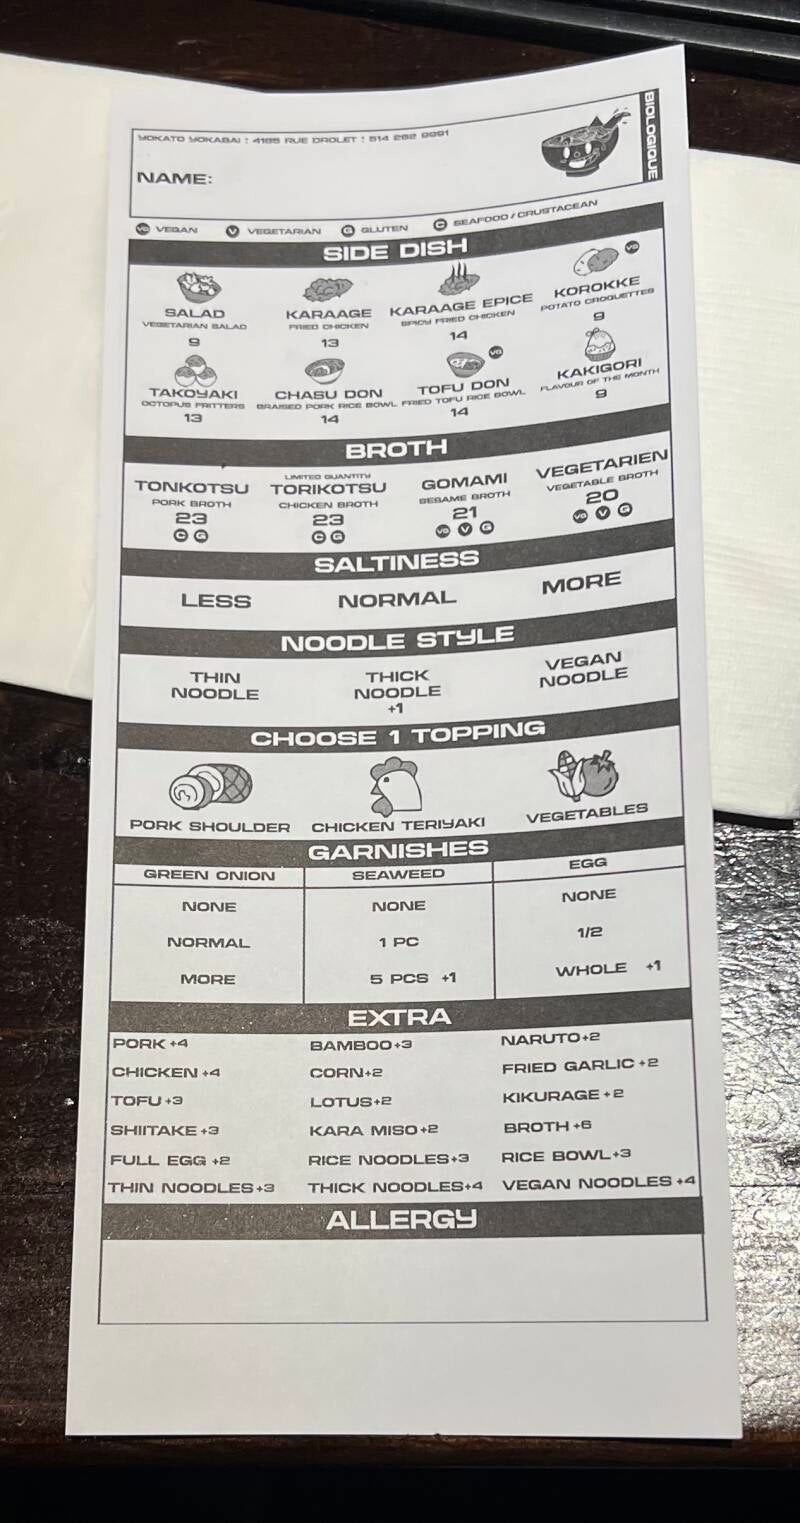 YOKATO YOKABAI : 4185 RUE DROLET : 514 282 9991
BIOLOGIQUE
NAME:
VG VEGAN V VEGETARIAN G GLUTEN C SEAFOOD / CRUSTACEAN
SIDE DISH
SALAD KARAAGE KARAAGE EPICE KOROKKE VG
VEGETARIAN SALAD FRIED CHICKEN SPICY FRIED CHICKEN POTATO CROQUETTES
9 13 14 9
TAKOYAKI CHASU DON TOFU DON VG KAKIGORI
OCTOPUS FRITTERS BRAISED PORK RICE BOWL FRIED TOFU RICE BOWL FLAVOUR OF THE MONTH
13 14 14 9
BROTH
LIMITED QUANTITY
TONKOTSU TORIKOTSU GOMAMI VEGETARIEN
PORK BROTH CHICKEN BROTH SESAME BROTH VEGETABLE BROTH
23 23 21 20
C G C G VG V G VG V G
SALTINESS
LESS NORMAL MORE
NOODLE STYLE
THIN THICK VEGAN
NOODLE NOODLE NOODLE
+1
CHOOSE 1 TOPPING
PORK SHOULDER CHICKEN TERIYAKI VEGETABLES
GARNISHES
GREEN ONION SEAWEED EGG
NONE NONE NONE
NORMAL 1 PC 1/2
MORE 5 PCS +1 WHOLE +1
EXTRA
PORK +4 BAMBOO+3 NARUTO+2
CHICKEN +4 CORN+2 FRIED GARLIC +2
TOFU +3 LOTUS+2 KIKURAGE +2
SHIITAKE +3 KARA MISO+2 BROTH +6
FULL EGG +2 RICE NOODLES+3 RICE BOWL+3
THIN NOODLES+3 THICK NOODLES+4 VEGAN NOODLES +4
ALLERGY